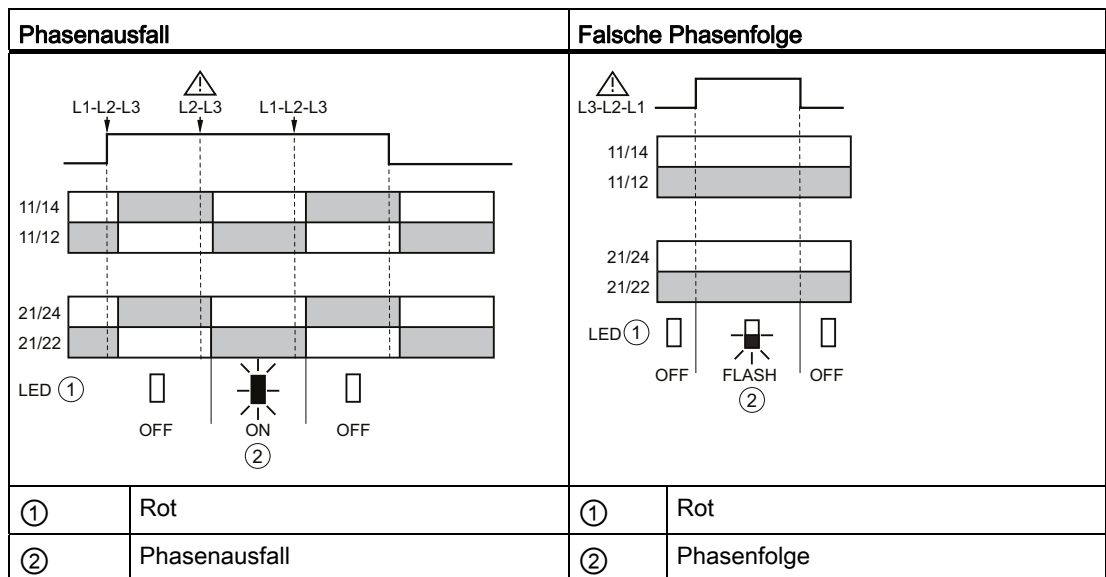 Phasenausfall
L1-L2-L3 L2-L3 L1-L2-L3
11/14
11/12
21/24
21/22
LED ①
OFF ON OFF
②
① Rot
② Phasenausfall
Falsche Phasenfolge
L3-L2-L1
11/14
11/12
21/24
21/22
LED ①
OFF FLASH OFF
②
① Rot
② Phasenfolge